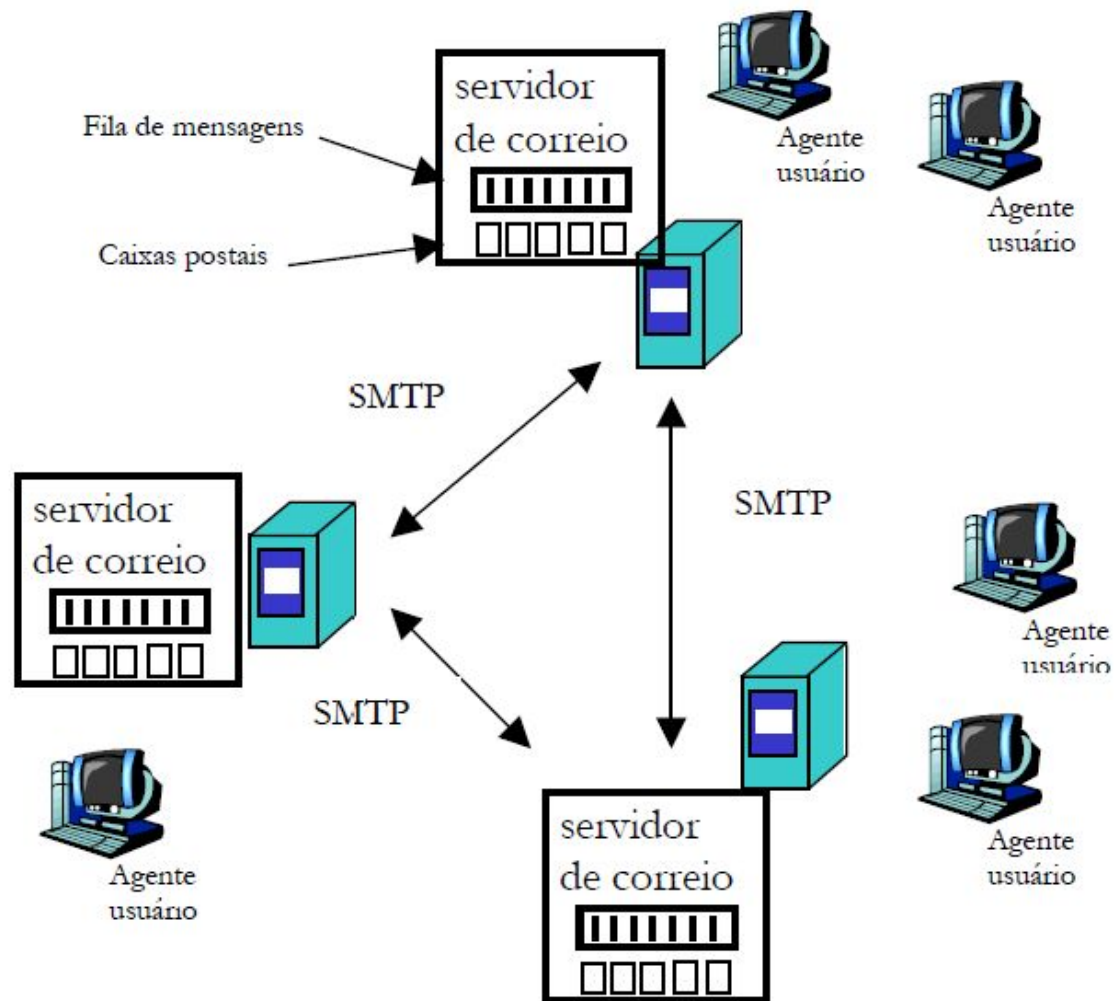 servidor
de correio
Fila de mensagens
Caixas postais
Agente
usuário
Agente
usuário
SMTP
SMTP
servidor
de correio
SMTP
Agente
usuário
Agente
usuário
Agente
usuário
servidor
de correio